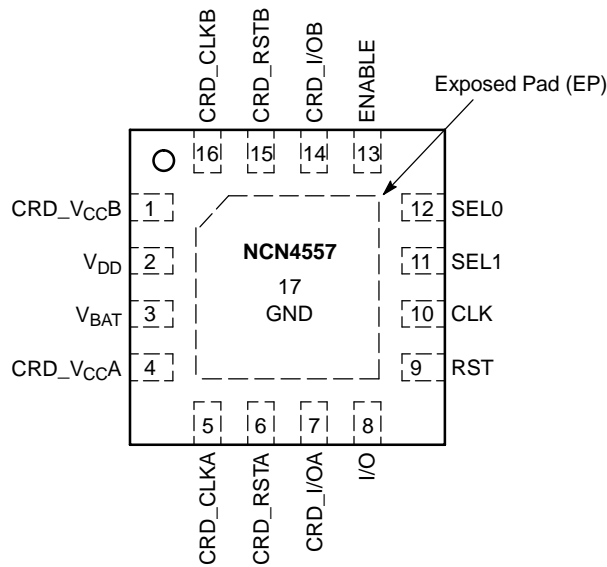 CRD_CLKB
CRD_RSTB
CRD_I/OB
ENABLE
Exposed Pad (EP)
16
15
14
13
CRD_VCCB
1
12
SEL0
VDD
2
NCN4557
11
SEL1
17
VBAT
3
GND
10
CLK
CRD_VCCA
4
9
RST
5
6
7
8
CRD_CLKA
CRD_RSTA
CRD_I/OA
I/O